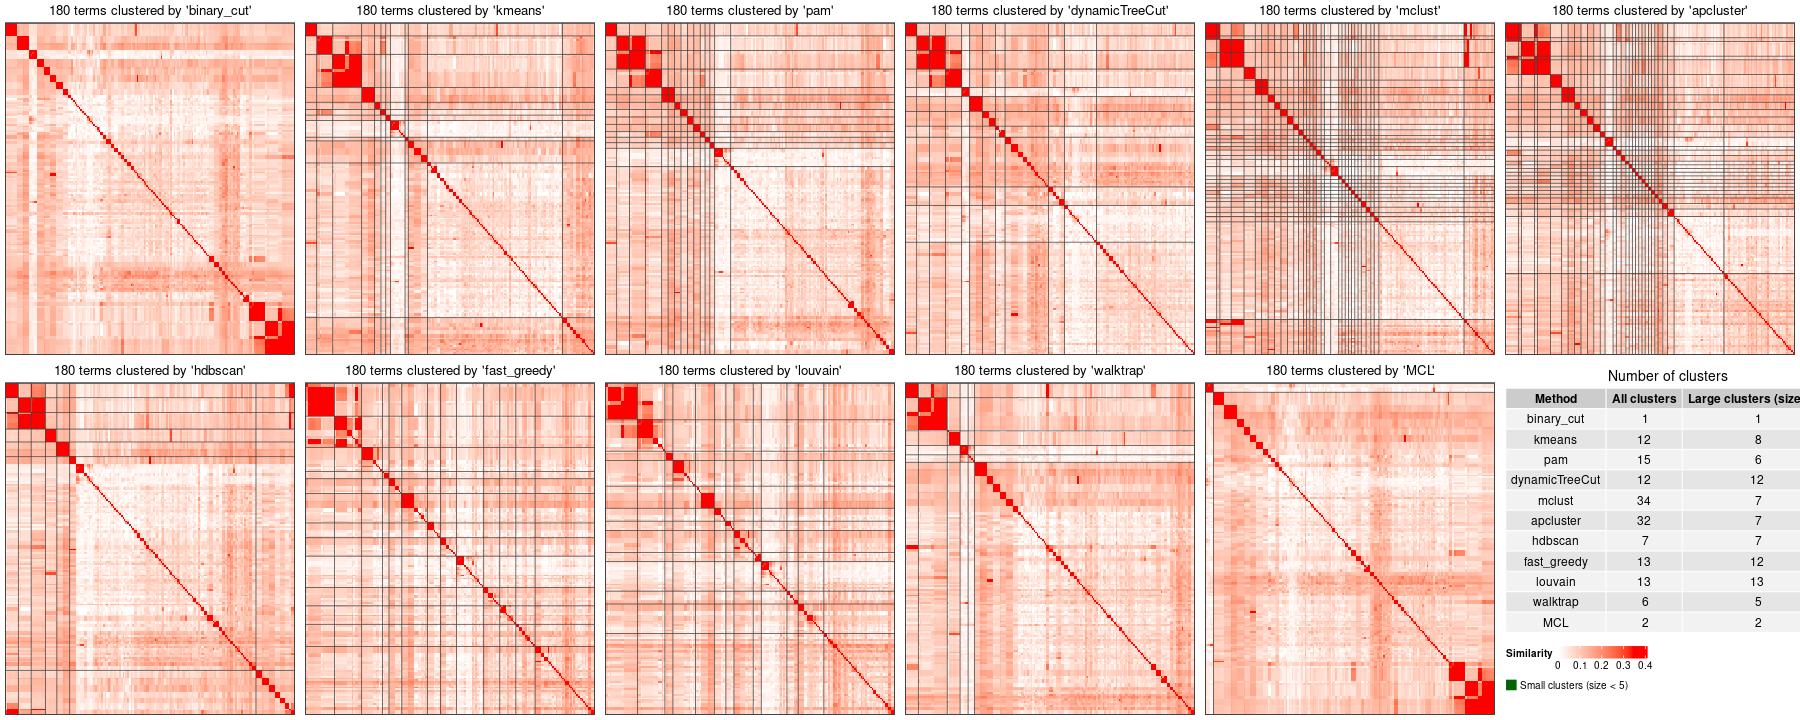 180 terms clustered by 'binary_cut'
180 terms clustered by 'kmeans'
180 terms clustered by 'pam'
180 terms clustered by 'dynamicTreeCut'
180 terms clustered by 'mclust'
180 terms clustered by 'apcluster'
180 terms clustered by 'hdbscan'
180 terms clustered by 'fast_greedy'
180 terms clustered by 'louvain'
180 terms clustered by 'walktrap'
180 terms clustered by 'MCL'
Number of clusters
Method All clusters Large clusters (size
binary_cut 1 1
kmeans 12 8
pam 15 6
dynamicTreeCut 12 12
mclust 34 7
apcluster 32 7
hdbscan 7 7
fast_greedy 13 12
louvain 13 13
walktrap 6 5
MCL 2 2
Similarity
0 0.1 0.2 0.3 0.4
Small clusters (size < 5)